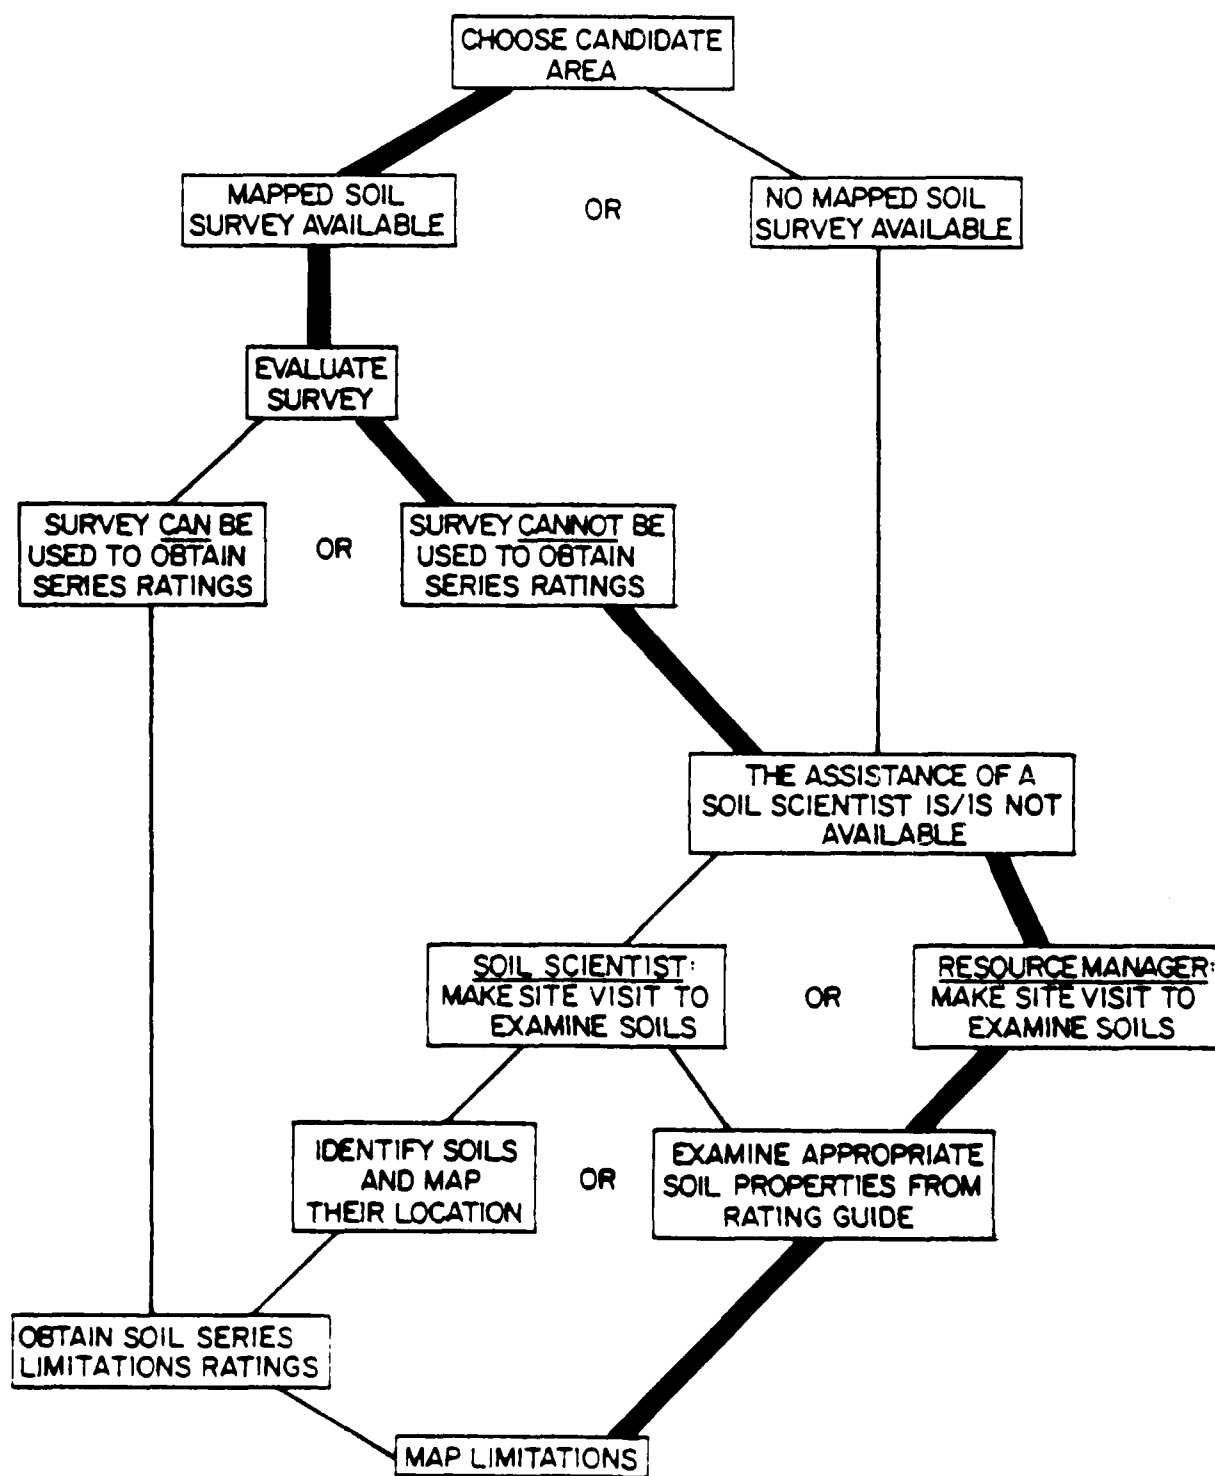 CHOOSE CANDIDATE
AREA
MAPPED SOIL
SURVEY AVAILABLE
OR
NO MAPPED SOIL
SURVEY AVAILABLE
EVALUATE
SURVEY
SURVEY CAN BE
USED TO OBTAIN
SERIES RATINGS
OR
SURVEY CANNOT BE
USED TO OBTAIN
SERIES RATINGS
THE ASSISTANCE OF A
SOIL SCIENTIST IS/IS NOT
AVAILABLE
SOIL SCIENTIST:
MAKE SITE VISIT TO
EXAMINE SOILS
OR
RESOURCE MANAGER:
MAKE SITE VISIT TO
EXAMINE SOILS
IDENTIFY SOILS
AND MAP
THEIR LOCATION
OR
EXAMINE APPROPRIATE
SOIL PROPERTIES FROM
RATING GUIDE
OBTAIN SOIL SERIES
LIMITATIONS RATINGS
MAP LIMITATIONS